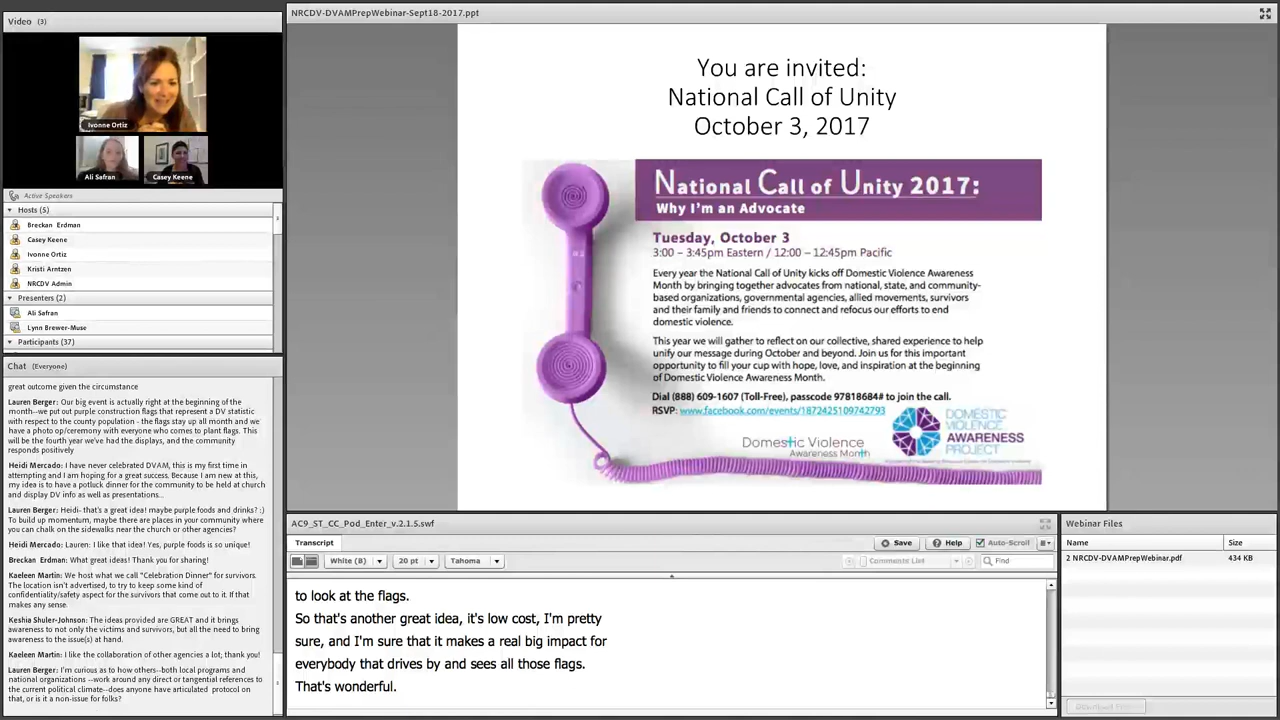 Video (3)
Ivonne Ortiz
Ali Safran
Casey Keene
Active Speakers
Hosts (5)
Breckan Erdman
Casey Keene
Ivonne Ortiz
Kristi Arntzen
NRCDV Admin
Presenters (2)
Ali Safran
Lynn Brewer-Muse
Participants (37)
Chat (Everyone)
great outcome given the circumstance
Lauren Berger: Our big event is actually right at the beginning of the
month--we put out purple construction flags that represent a DV statistic
with respect to the county population - the flags stay up all month and we
have a photo op/ceremony with everyone who comes to plant flags. This
will be the fourth year we've had the displays, and the community
responds positively
Heidi Mercado: I have never celebrated DVAM, this is my first time in
attempting and I am hoping for a great success. Because I am new at this,
my idea is to have a potluck dinner for the community to be held at church
and display DV info as well as presentations...
Lauren Berger: Heidi- that's a great idea! maybe purple foods and drinks? :)
To build up momentum, maybe there are places in your community where
you can chalk on the sidewalks near the church or other agencies?
Heidi Mercado: Lauren: I like that idea! Yes, purple foods is so unique!
Breckan Erdman: What great ideas! Thank you for sharing!
Kaeleen Martin: We host what we call "Celebration Dinner" for survivors.
The location isn't advertised, to try to keep some kind of
confidentiality/safety aspect for the survivors that come out to it. If that
makes any sense.
Keshia Shuler-Johnson: The ideas provided are GREAT and it brings
awareness to not only the victims and survivors, but all the need to bring
awareness to the issue(s) at hand.
Kaeleen Martin: I like the collaboration of other agencies a lot; thank you!
Lauren Berger: I'm curious as to how others--both local programs and
national organizations --work around any direct or tangential references to
the current political climate--does anyone have articulated protocol on
that, or is it a non-issue for folks?
NRCDV-DVAMPrepWebinar-Sept18-2017.ppt
You are invited:
National Call of Unity
October 3, 2017
National Call of Unity 2017:
Why I'm an Advocate
Tuesday, October 3
3:00 – 3:45pm Eastern / 12:00 – 12:45pm Pacific
Every year the National Call of Unity kicks off Domestic Violence Awareness
Month by bringing together advocates from national, state, and community-
based organizations, governmental agencies, allied movements, survivors
and their family and friends to connect and refocus our efforts to end
domestic violence.
This year we will gather to reflect on our collective, shared experience to help
unify our message during October and beyond. Join us for this important
opportunity to fill your cup with hope, love, and inspiration at the beginning
of Domestic Violence Awareness Month.
Dial (888) 609-1607 (Toll-Free), passcode 97818684# to join the call.
RSVP: www.facebook.com/events/1872425109742793
Domestic Violence
Awareness Month
DOMESTIC
VIOLENCE
AWARENESS
PROJECT
AC9_ST_CC_Pod_Enter_v.2.1.5.swf
Transcript
Save
Help
Auto-Scroll
White (B)
20 pt
Tahoma
Comments List
Find
to look at the flags.
So that's another great idea, it's low cost, I'm pretty
sure, and I'm sure that it makes a real big impact for
everybody that drives by and sees all those flags.
That's wonderful.
Webinar Files
Name
Size
2 NRCDV-DVAMPrepWebinar.pdf
434 KB